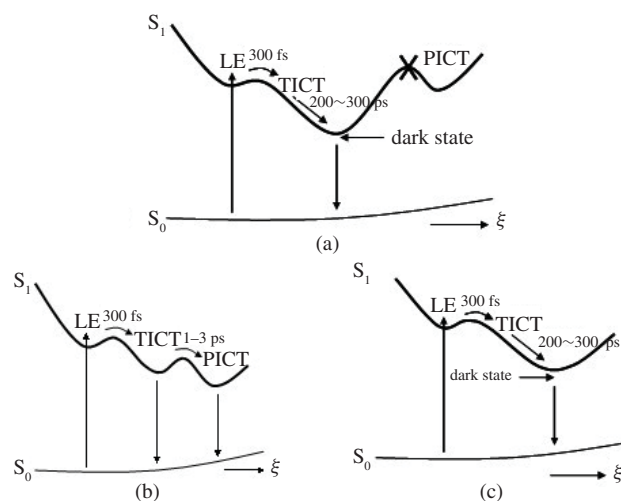 S₁
LE 300 fs
TICT
200~300 ps
PICT
dark state
S₀
ξ
(a)
S₁
LE 300 fs
TICT 1–3 ps
PICT
S₀
ξ
(b)
S₁
LE 300 fs
TICT
200~300 ps
dark state
S₀
ξ
(c)